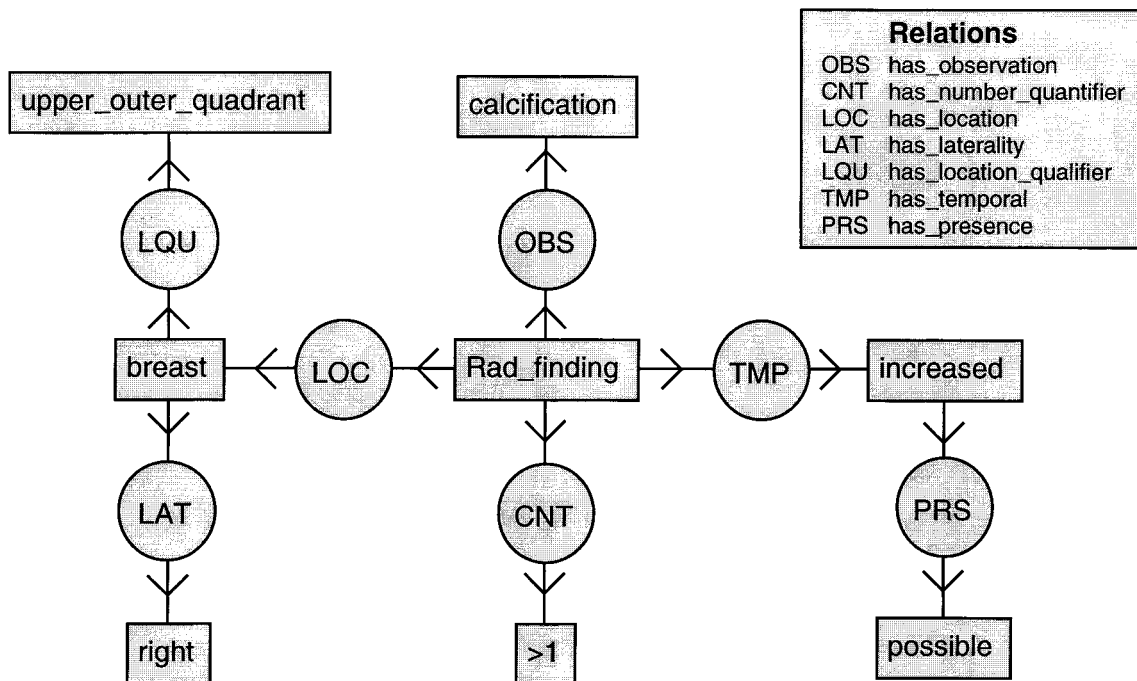 Relations
OBS has_observation
CNT has_number_quantifier
LOC has_location
LAT has_laterality
LQU has_location_qualifier
TMP has_temporal
PRS has_presence
upper_outer_quadrant
calcification
LQU
OBS
breast
LOC
Rad_finding
TMP
increased
LAT
CNT
PRS
right
>1
possible